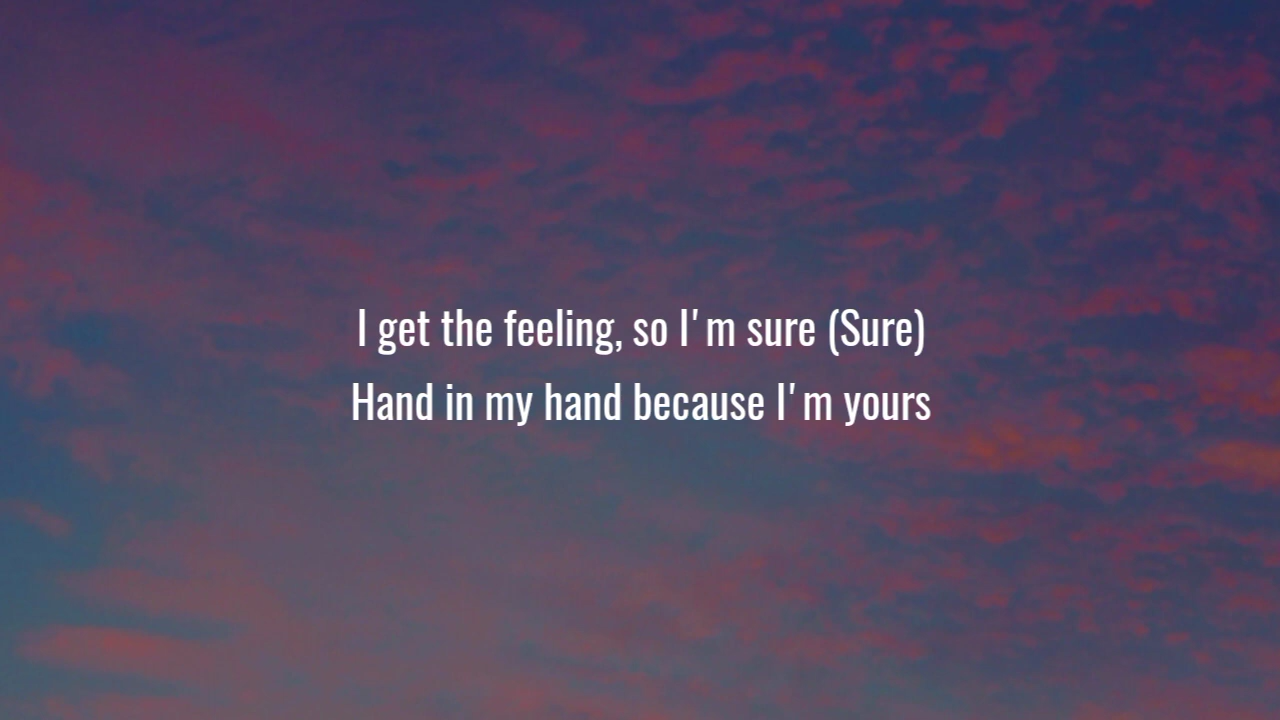 I get the feeling, so I'm sure (Sure)
Hand in my hand because I'm yours